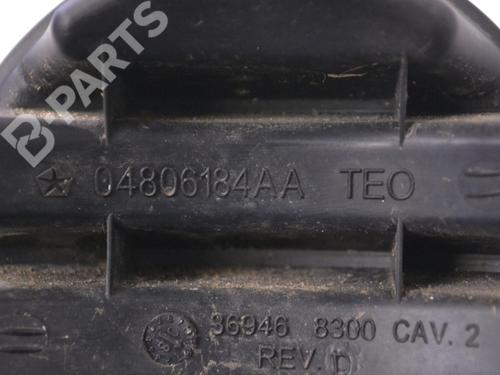 B PARTS
04806184AA TEO
36946 8300 CAV. 2
REV. D